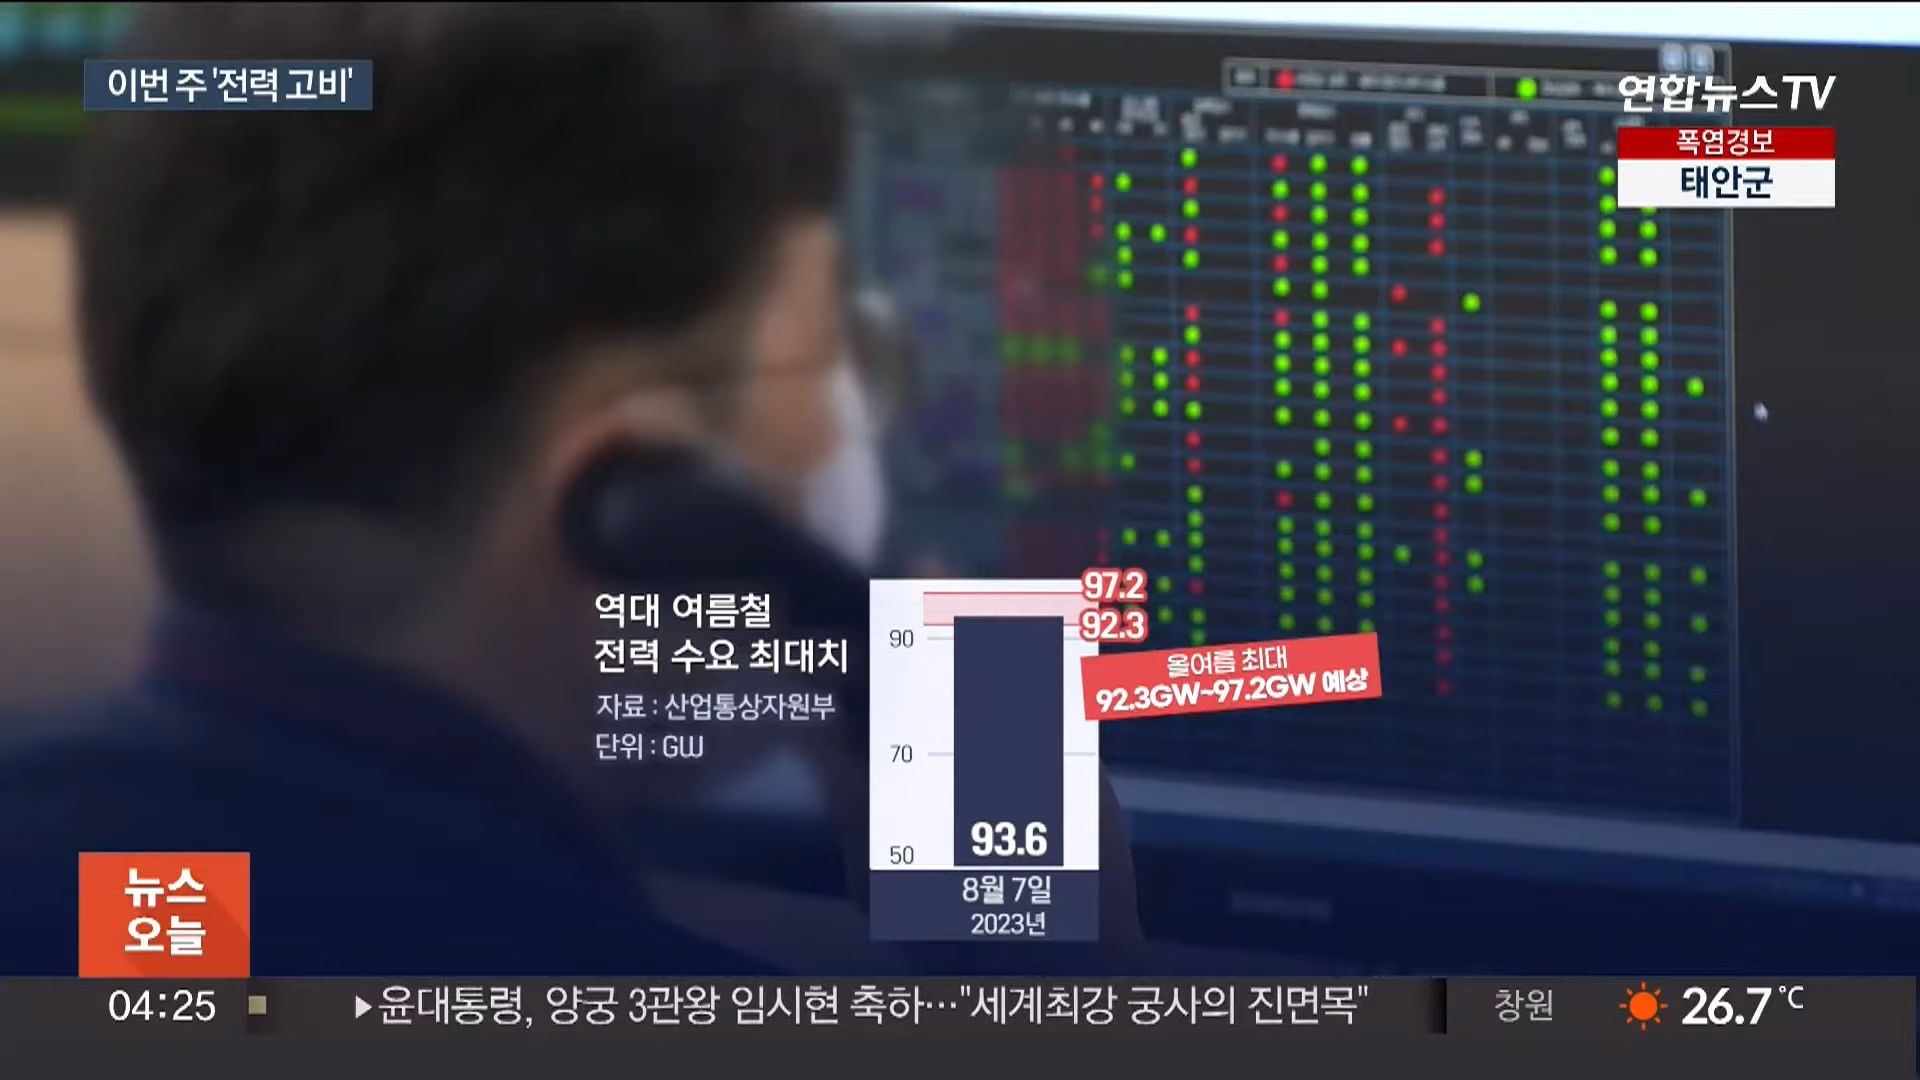 이번 주 '전력 고비'
연합뉴스TV
폭염경보
태안군
역대 여름철
전력 수요 최대치
자료 : 산업통상자원부
단위 : GW
97.2
92.3
90
70
50
93.6
8월 7일
2023년
올여름 최대
92.3GW~97.2GW 예상
뉴스
오늘
04:25
▶윤대통령, 양궁 3관왕 임시현 축하…"세계최강 궁사의 진면목"
창원
26.7℃